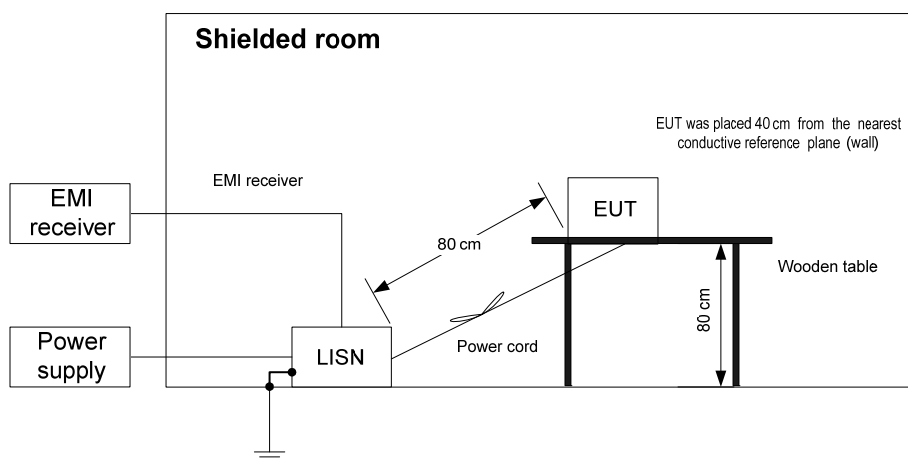 Shielded room
EUT was placed 40 cm from the nearest
conductive reference plane (wall)
EMI receiver
EMI
receiver
EUT
80 cm
Wooden table
80 cm
Power
supply
LISN
Power cord